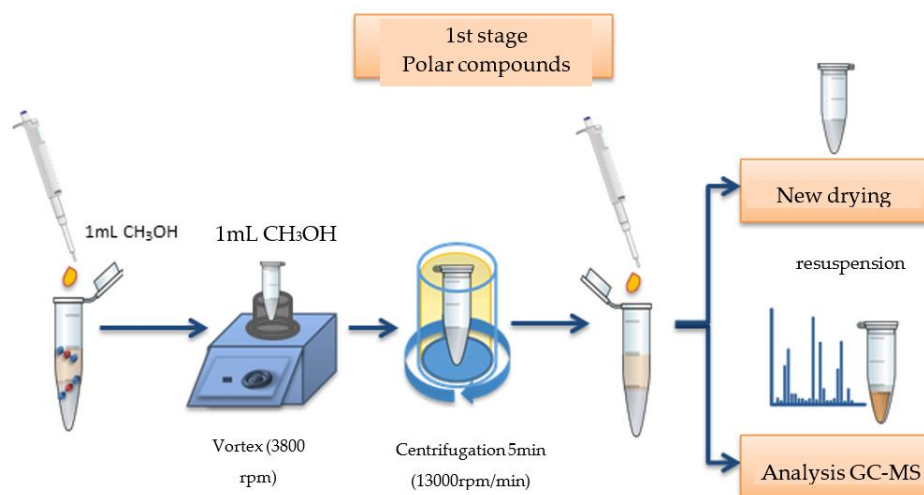 1st stage
Polar compounds
1mL CH₃OH
1mL CH₃OH
Vortex (3800
rpm)
Centrifugation 5min
(13000rpm/min)
New drying
resuspension
Analysis GC-MS